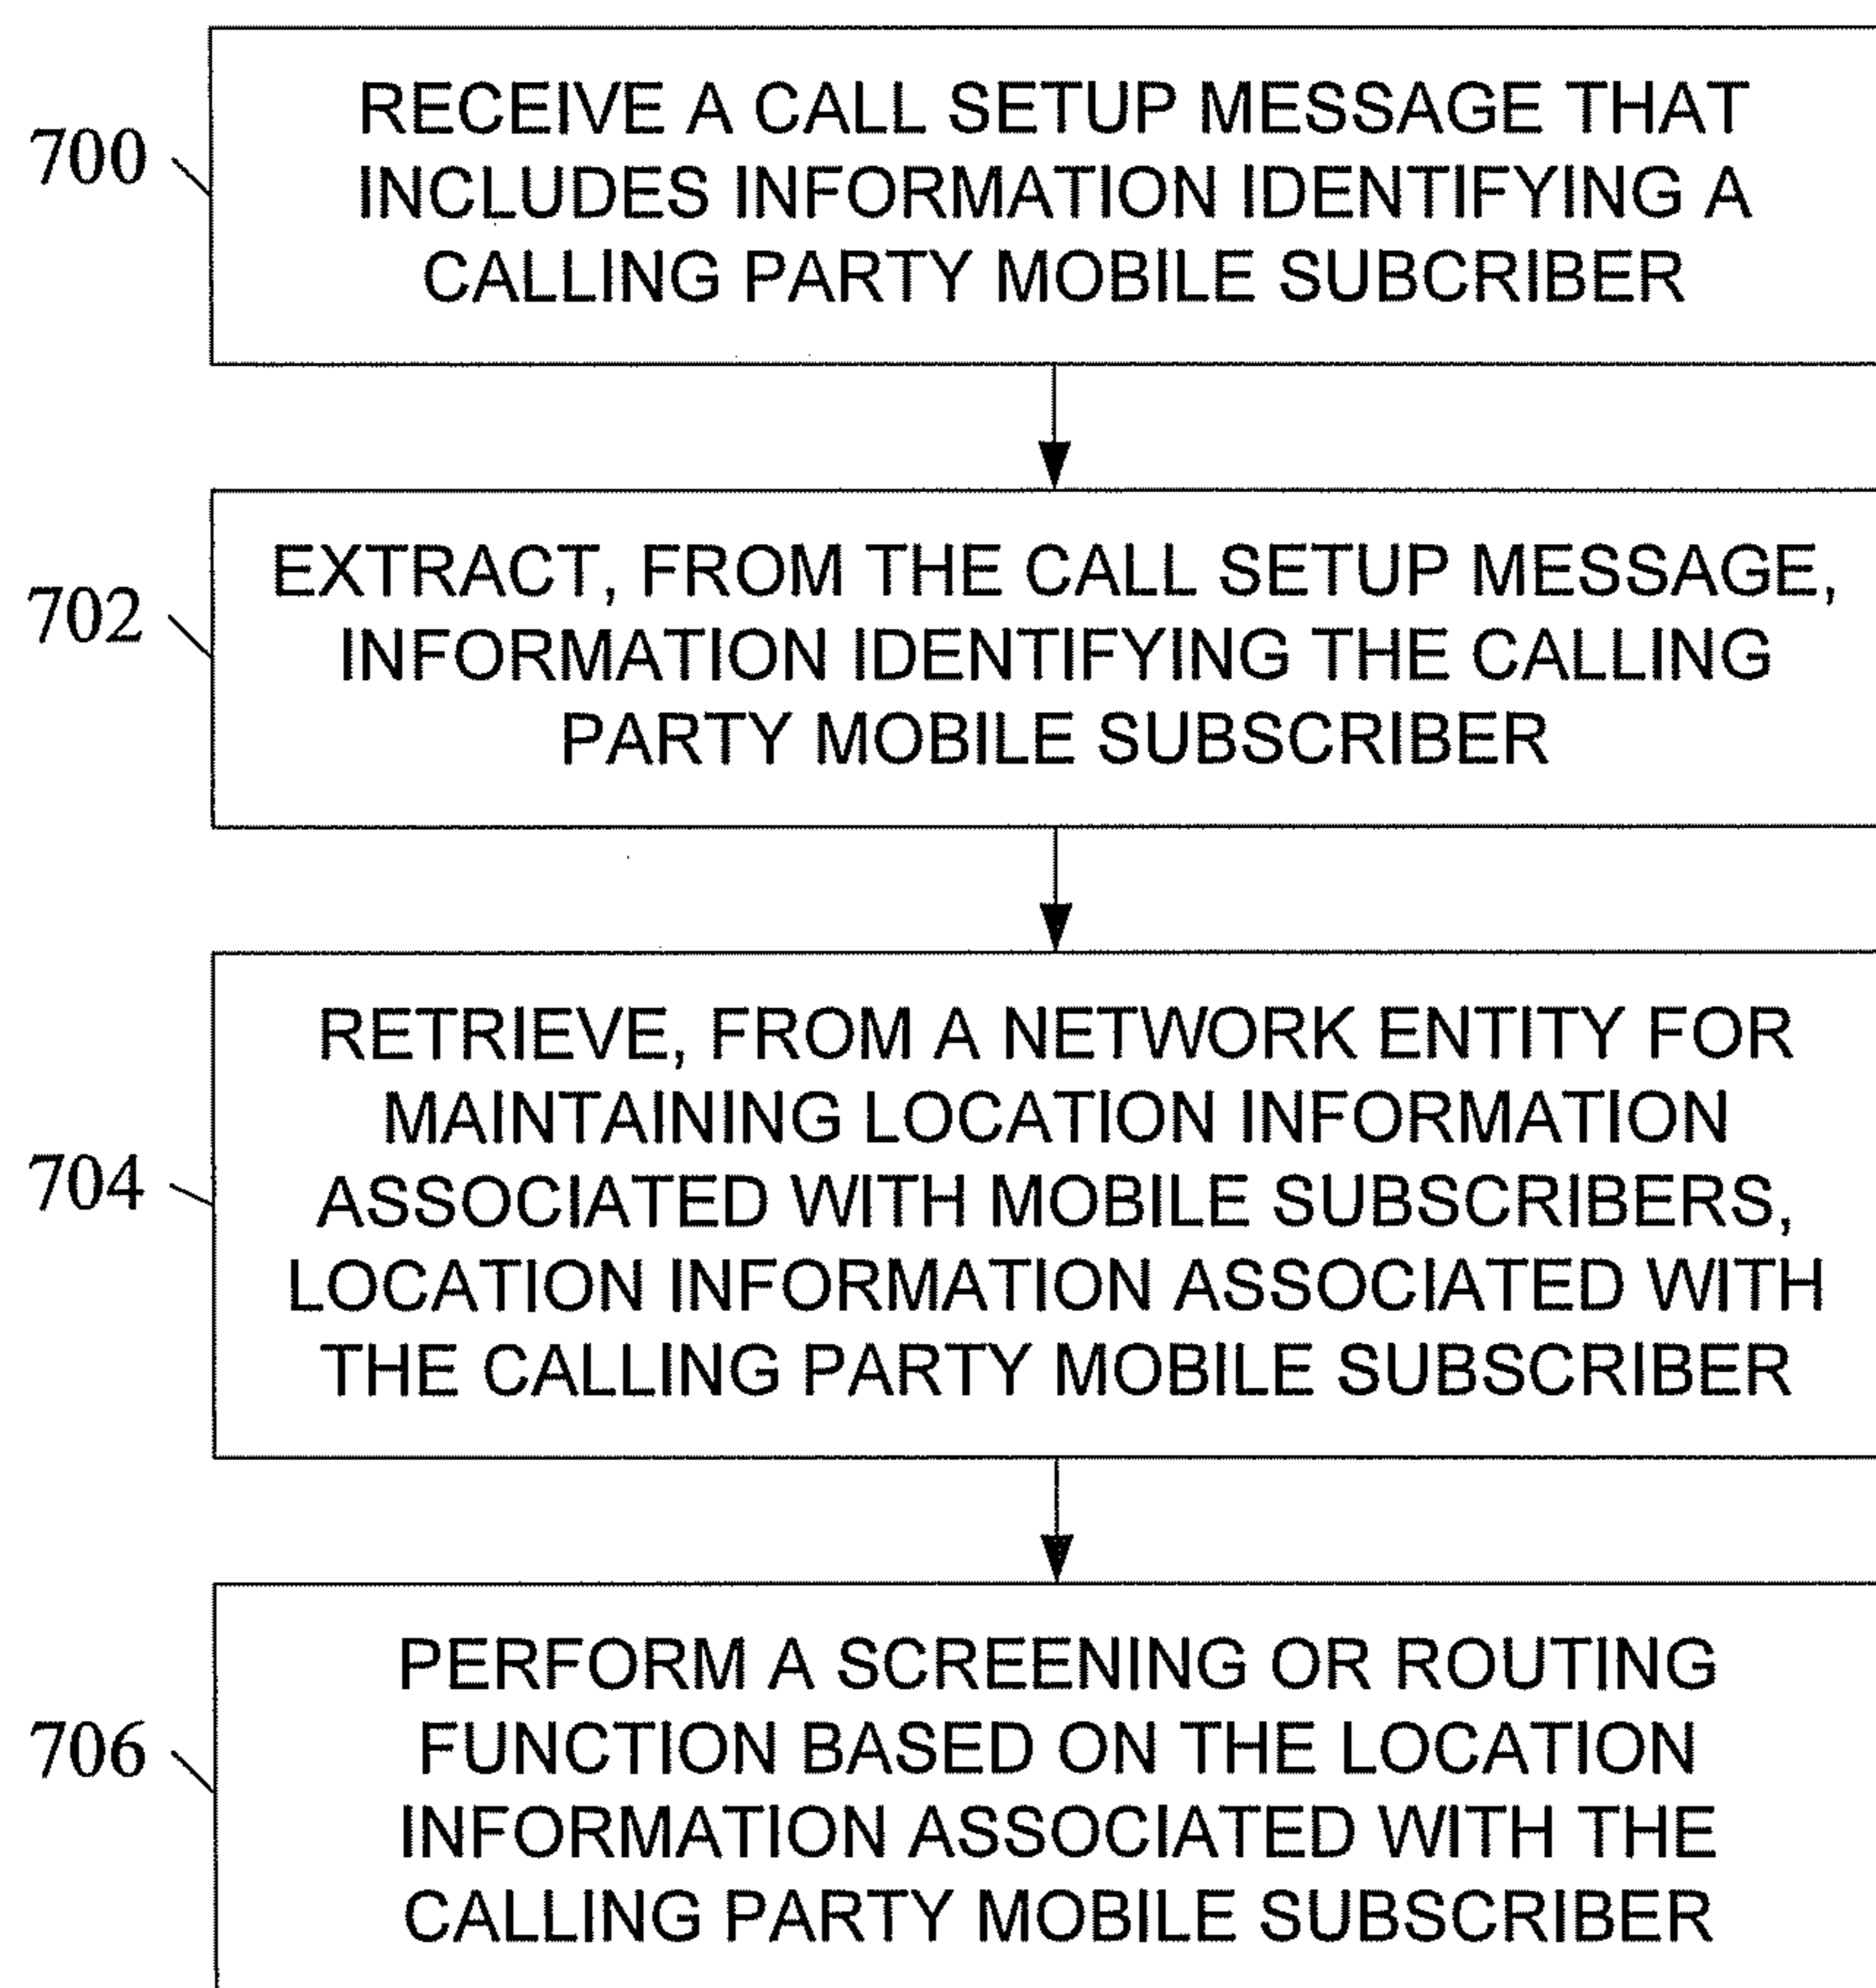 700
RECEIVE A CALL SETUP MESSAGE THAT
INCLUDES INFORMATION IDENTIFYING A
CALLING PARTY MOBILE SUBCRIBER
702
EXTRACT, FROM THE CALL SETUP MESSAGE,
INFORMATION IDENTIFYING THE CALLING
PARTY MOBILE SUBSCRIBER
704
RETRIEVE, FROM A NETWORK ENTITY FOR
MAINTAINING LOCATION INFORMATION
ASSOCIATED WITH MOBILE SUBSCRIBERS,
LOCATION INFORMATION ASSOCIATED WITH
THE CALLING PARTY MOBILE SUBSCRIBER
706
PERFORM A SCREENING OR ROUTING
FUNCTION BASED ON THE LOCATION
INFORMATION ASSOCIATED WITH THE
CALLING PARTY MOBILE SUBSCRIBER